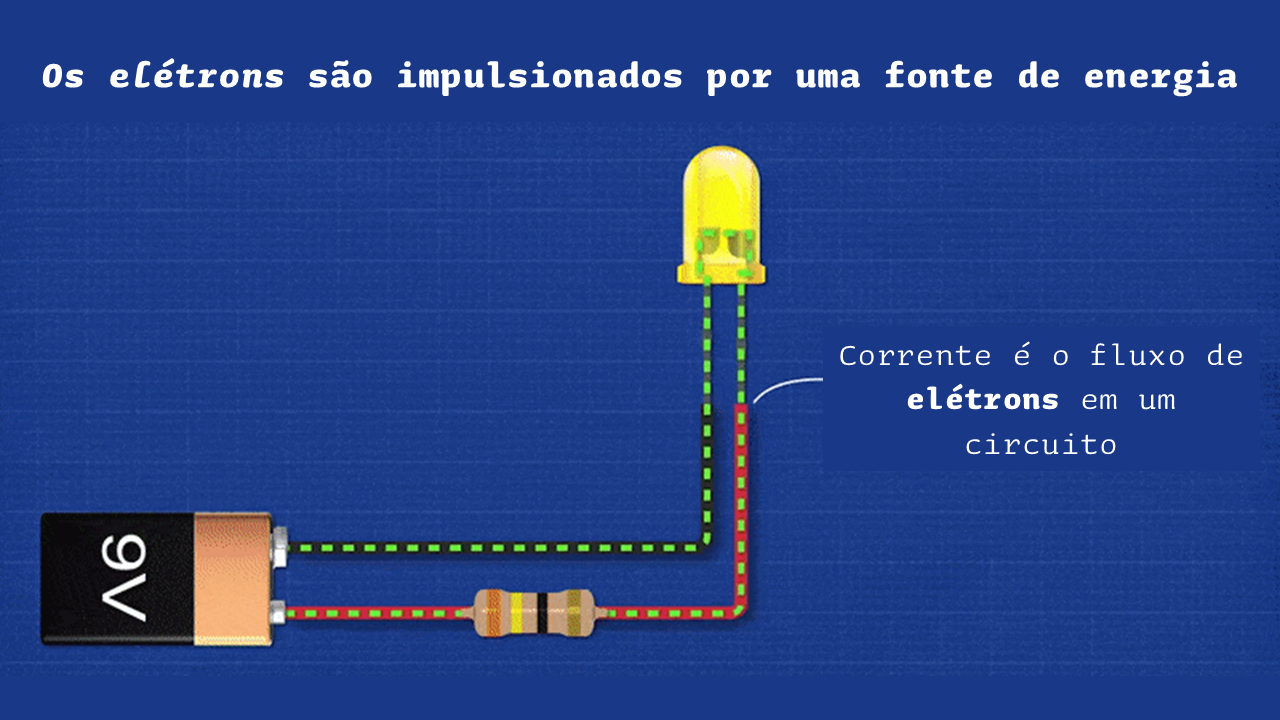 Os elétrons são impulsionados por uma fonte de energia
Corrente é o fluxo de
elétrons em um
circuito
9V